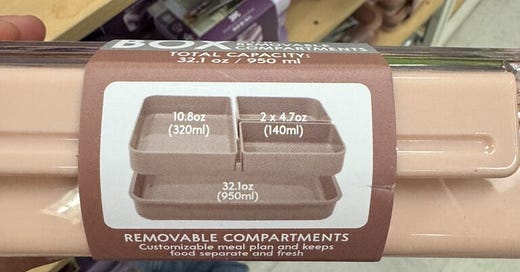 BOX
REMOVABLE
COMPARTMENTS
TOTAL CAPACITY:
32.1 oz / 950 ml
10.8oz
(320ml)
2 x 4.7oz
(140ml)
32.1oz
(950ml)
REMOVABLE COMPARTMENTS
Customizable meal plan and keeps
food separate and fresh